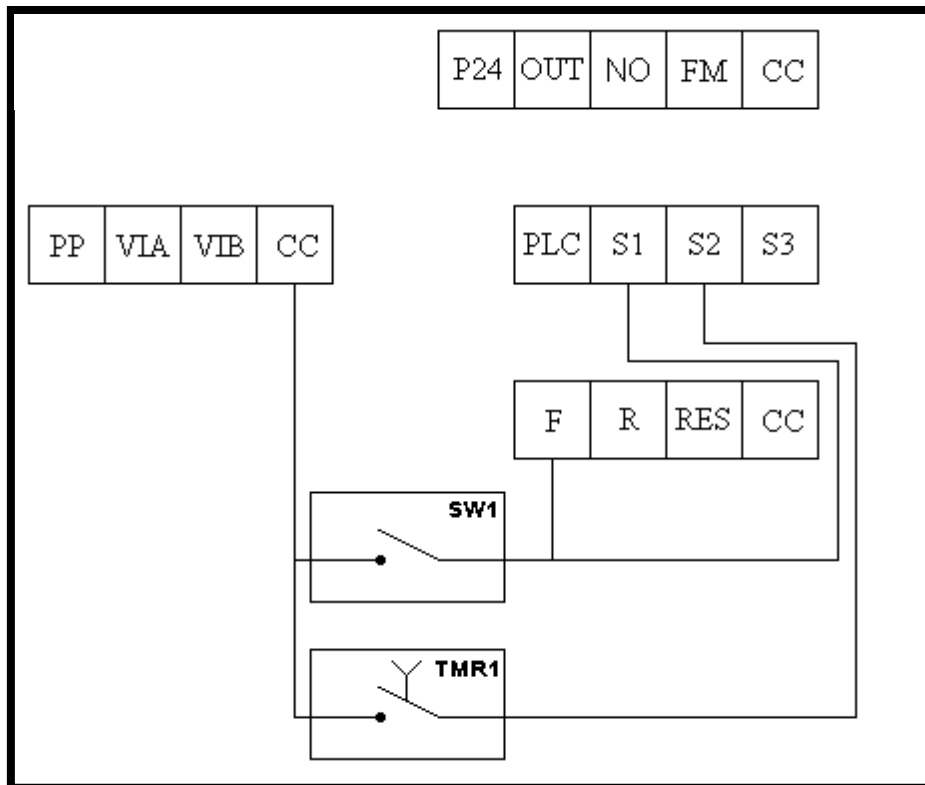 P24 OUT NO FM CC
PP VIA VIB CC PLC S1 S2 S3
F R RES CC
SW1
TMR1